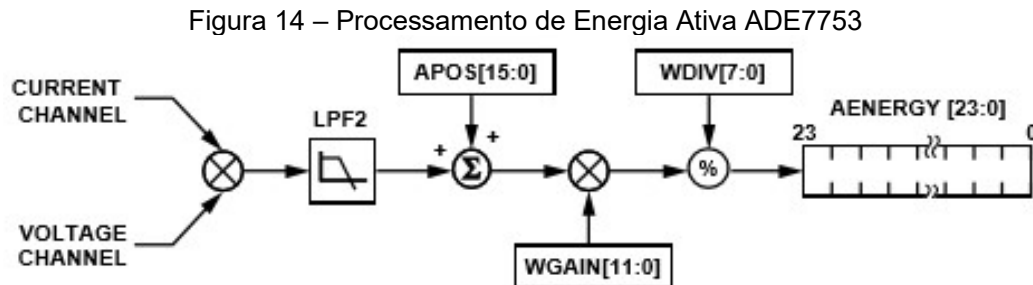 Figura 14 – Processamento de Energia Ativa ADE7753
APOS[15:0]
WDIV[7:0]
CURRENT
CHANNEL
LPF2
AENERGY [23:0]
23
0
+
+
Σ
%
VOLTAGE
CHANNEL
WGAIN[11:0]